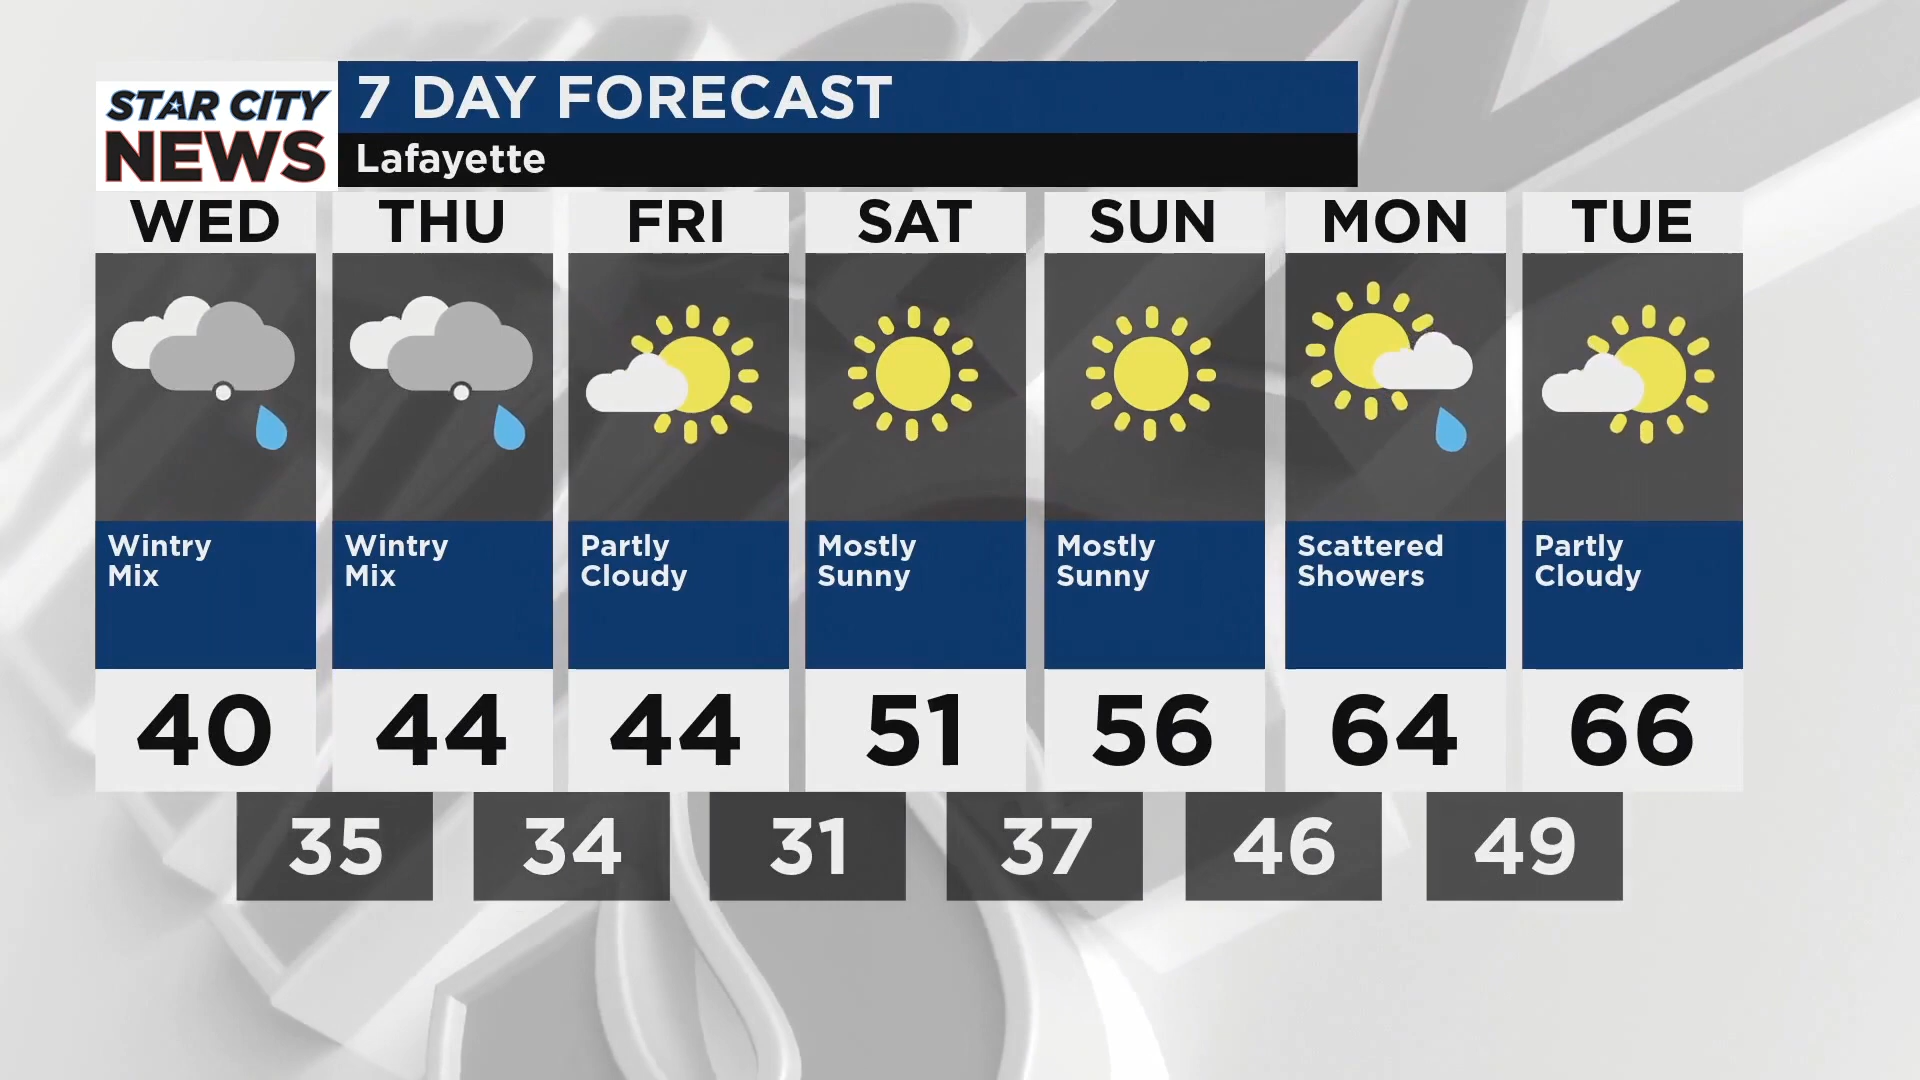 STAR CITY
NEWS
7 DAY FORECAST
Lafayette
WED THU FRI SAT SUN MON TUE
Wintry Wintry Partly Mostly Mostly Scattered Partly
Mix Mix Cloudy Sunny Sunny Showers Cloudy
40 44 44 51 56 64 66
35 34 31 37 46 49